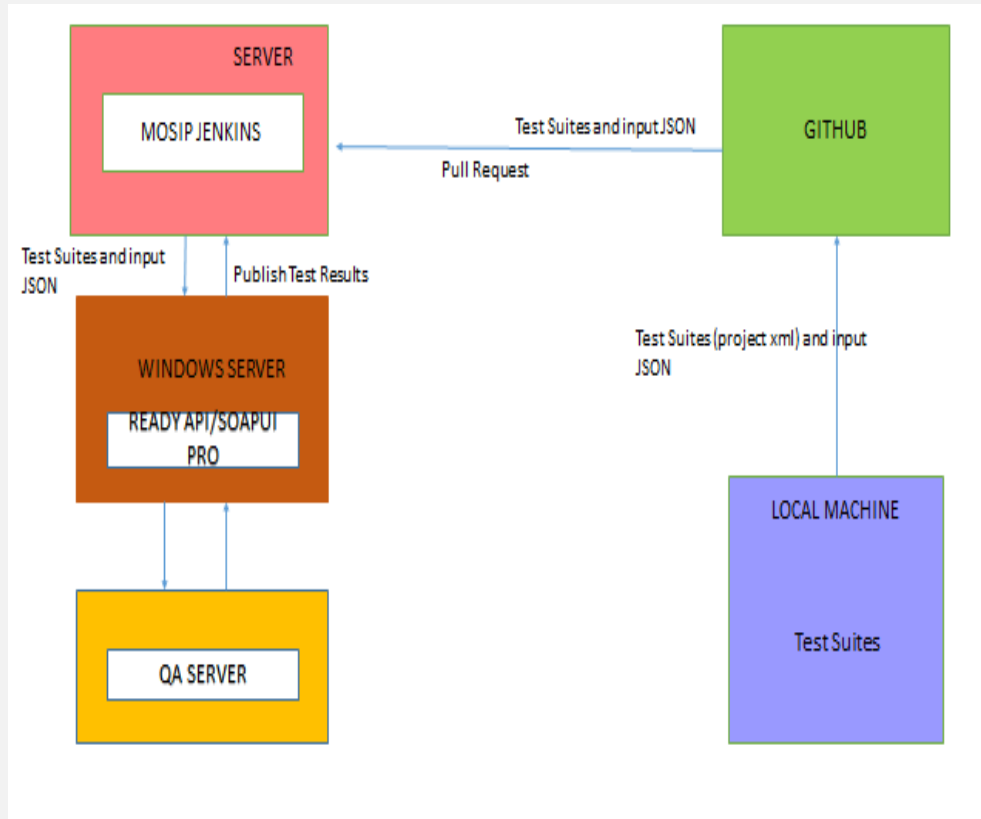 SERVER
MOSIP JENKINS
Test Suites and input JSON
Pull Request
GITHUB
Test Suites and input
JSON
Publish Test Results
WINDOWS SERVER
READY API/SOAPUI
PRO
Test Suites (project xml) and input
JSON
LOCAL MACHINE
Test Suites
QA SERVER